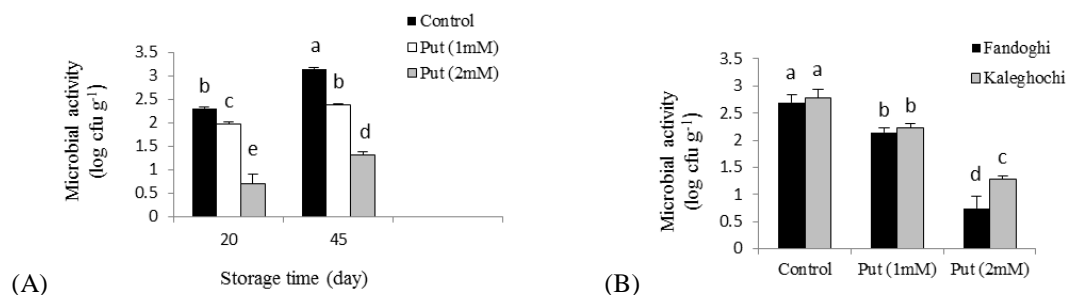 Control
Put (1mM)
Put (2mM)
Microbial activity
(log cfu g⁻¹)
3.5
3
2.5
2
1.5
1
0.5
0
b
c
e
a
b
d
20
45
Storage time (day)
(A)
Fandoghi
Kaleghochi
Microbial activity
(log cfu g⁻¹)
3.5
3
2.5
2
1.5
1
0.5
0
a
a
b
b
d
c
Control
Put (1mM)
Put (2mM)
(B)